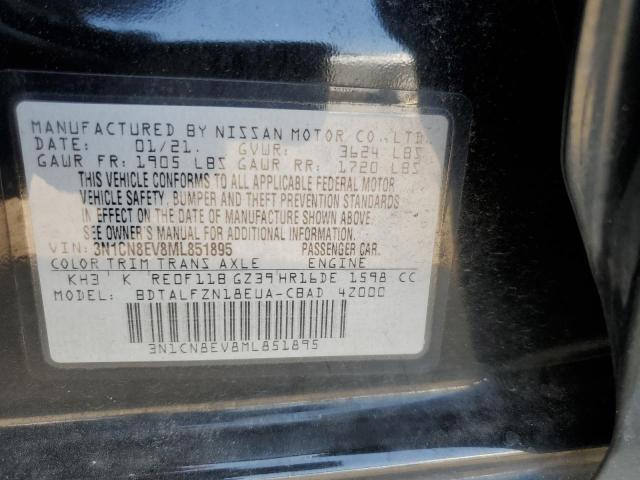 MANUFACTURED BY NISSAN MOTOR CO., LTD.
DATE: 01/21. GVWR: 3624 LBS
GAWR FR: 1905 LBS GAWR RR: 1720 LBS
THIS VEHICLE CONFORMS TO ALL APPLICABLE FEDERAL MOTOR
VEHICLE SAFETY, BUMPER AND THEFT PREVENTION STANDARDS
IN EFFECT ON THE DATE OF MANUFACTURE SHOWN ABOVE.
SEE OWNER'S MANUAL FOR ADDITIONAL INFORMATION.
VIN: 3N1CN8EV8ML851895 PASSENGER CAR.
COLOR TRIM TRANS AXLE ENGINE
KH3 K RE0F11B GZ39 HR16DE 1598 CC
BDTALFZN18EUA-CBAD 4Z000
3N1CN8EV8ML851895